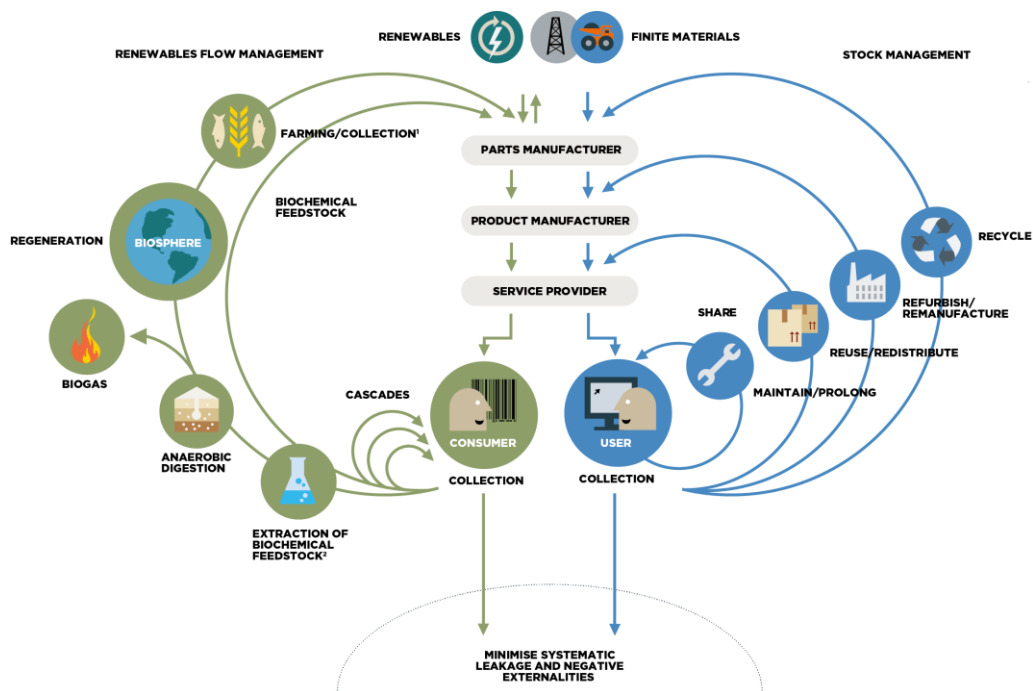 RENEWABLES
FINITE MATERIALS
RENEWABLES FLOW MANAGEMENT
STOCK MANAGEMENT
FARMING/COLLECTION¹
PARTS MANUFACTURER
BIOCHEMICAL
FEEDSTOCK
PRODUCT MANUFACTURER
REGENERATION
BIOSPHERE
RECYCLE
SERVICE PROVIDER
SHARE
REFURBISH/
REMANUFACTURE
REUSE/REDISTRIBUTE
BIOGAS
CASCADES
MAINTAIN/PROLONG
CONSUMER
USER
ANAEROBIC
DIGESTION
COLLECTION
COLLECTION
EXTRACTION OF
BIOCHEMICAL
FEEDSTOCK²
MINIMISE SYSTEMATIC
LEAKAGE AND NEGATIVE
EXTERNALITIES